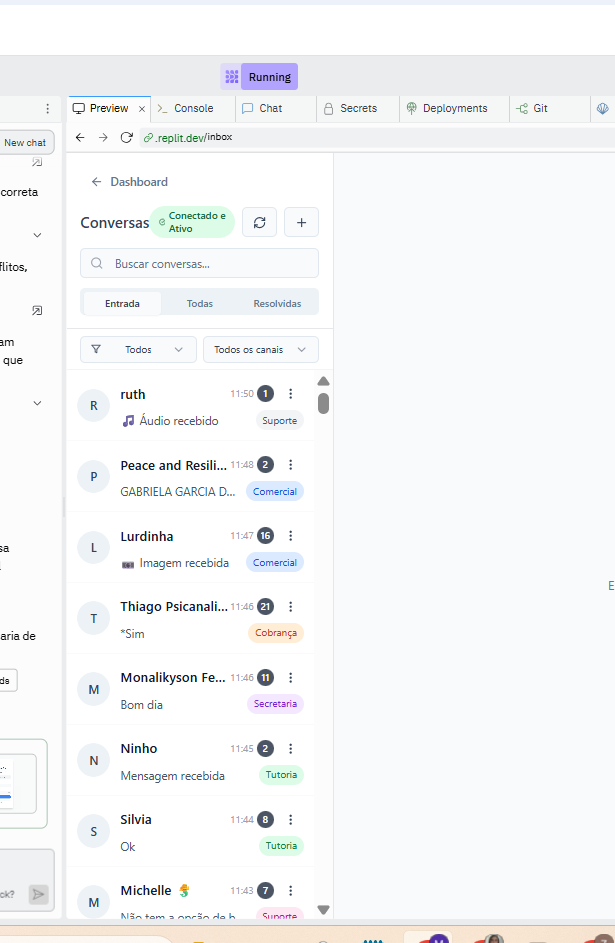 Running
Preview
Console
Chat
Secrets
Deployments
Git
New chat
.replit.dev/inbox
correta
flitos,
am
que
sa
aria de
ds
ck?
Dashboard
Conversas
Conectado e
Ativo
Buscar conversas...
Entrada Todas Resolvidas
Todos Todos os canais
R
ruth 11:50 1
Áudio recebido Suporte
P
Peace and Resili... 11:48 2
GABRIELA GARCIA D... Comercial
L
Lurdinha 11:47 16
Imagem recebida Comercial
T
Thiago Psicanali... 11:46 21
*Sim Cobrança
M
Monalikyson Fe... 11:46 11
Bom dia Secretaria
N
Ninho 11:45 2
Mensagem recebida Tutoria
S
Silvia 11:44 8
Ok Tutoria
M
Michelle 11:43 7
Não tem a opção de h... Suporte
E